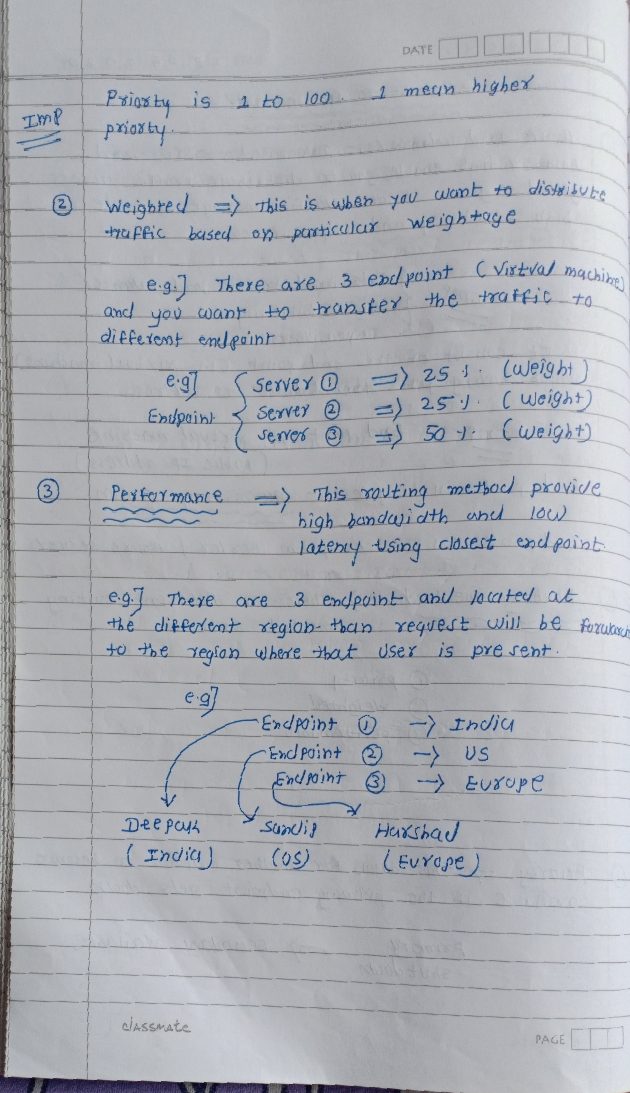 DATE
Priorty is 1 to 100. 1 mean higher
IMP
priorty.
② Weighted => This is when you want to distribute
traffic based on particular weightage
e.g.] There are 3 endpoint (Virtval machine)
and you want to transfer the traffic to
different endpoint
e.g] Server ① => 25 %. (Weight)
Endpoint Server ② => 25 %. (Weight)
Server ③ => 50 %. (Weight)
③ Performance => This routing method provide
high bandwidth and low
latency using closest endpoint.
e.g.] There are 3 endpoint and located at
the different region. than request will be forward
to the region where that user is present.
e.g]
Endpoint ① -> India
Endpoint ② -> US
Endpoint ③ -> Europe
Deepak Sandip Harshad
(India) (US) (Europe)
classmate
PAGE